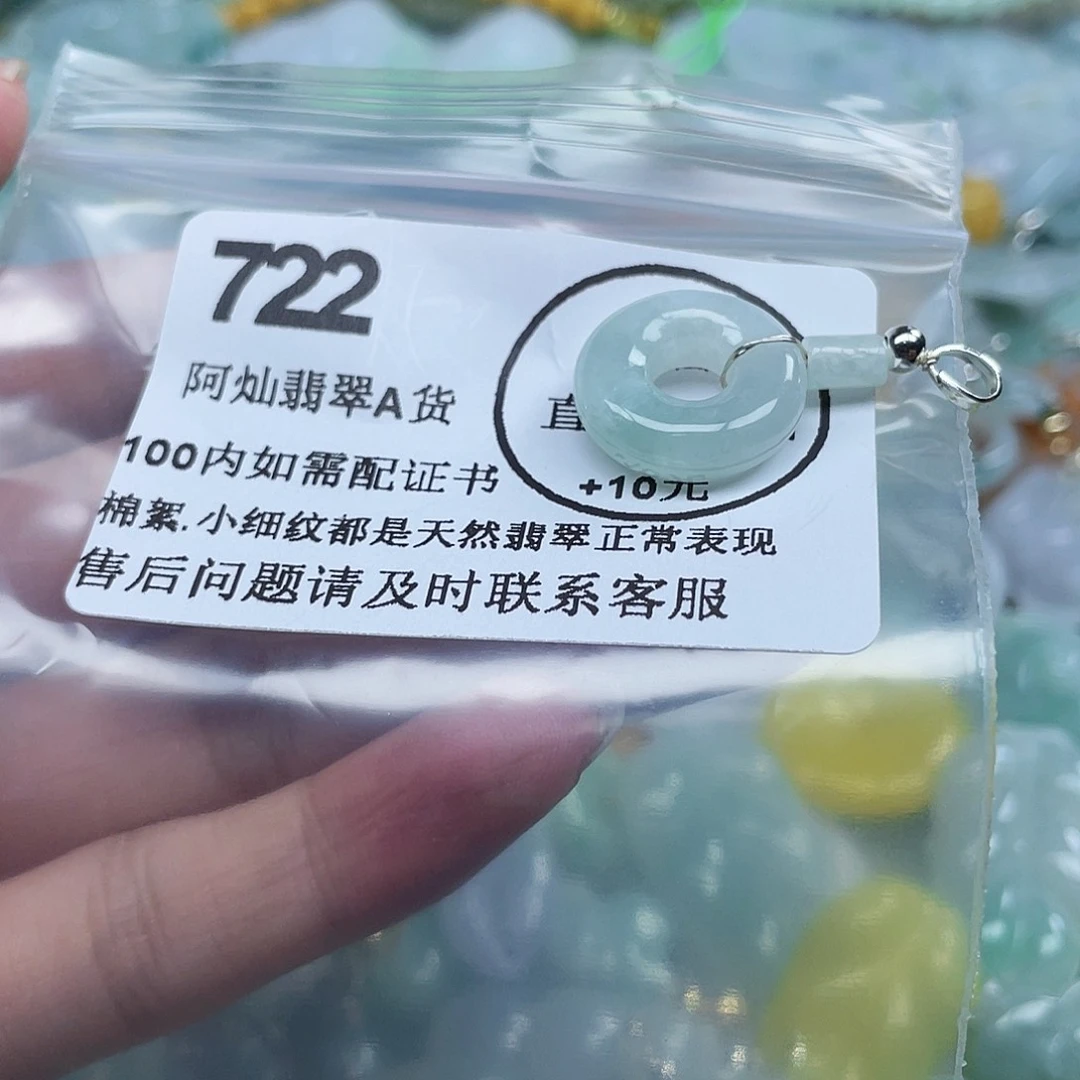 722
阿灿翡翠A货
直
+10元
100内如需配证书
棉絮.小细纹都是天然翡翠正常表现
售后问题请及时联系客服